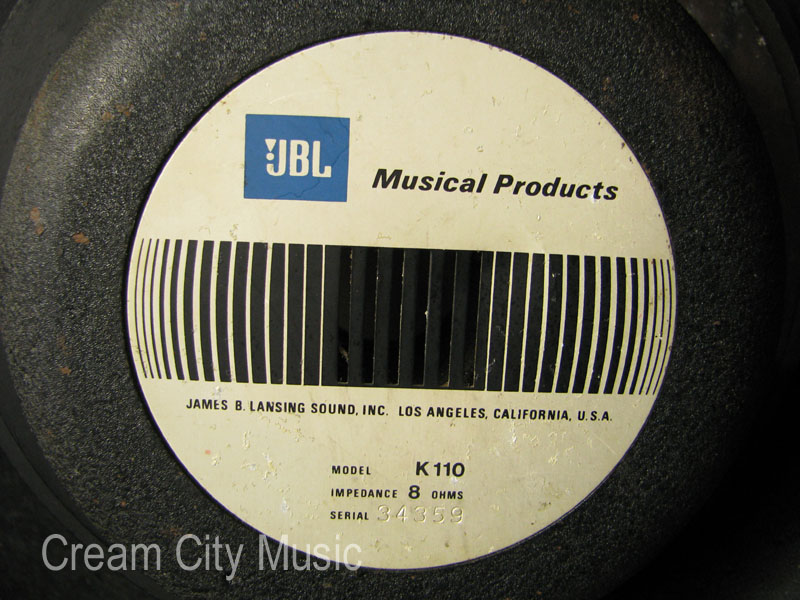 JBL
Musical Products
JAMES B. LANSING SOUND, INC. LOS ANGELES, CALIFORNIA, U.S.A.
MODEL K110
IMPEDANCE 8 OHMS
SERIAL 34359
Cream City Music